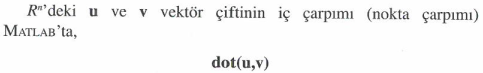 Rⁿ'deki u ve v vektör çiftinin iç çarpımı (nokta çarpımı)
MATLAB'ta,
dot(u,v)